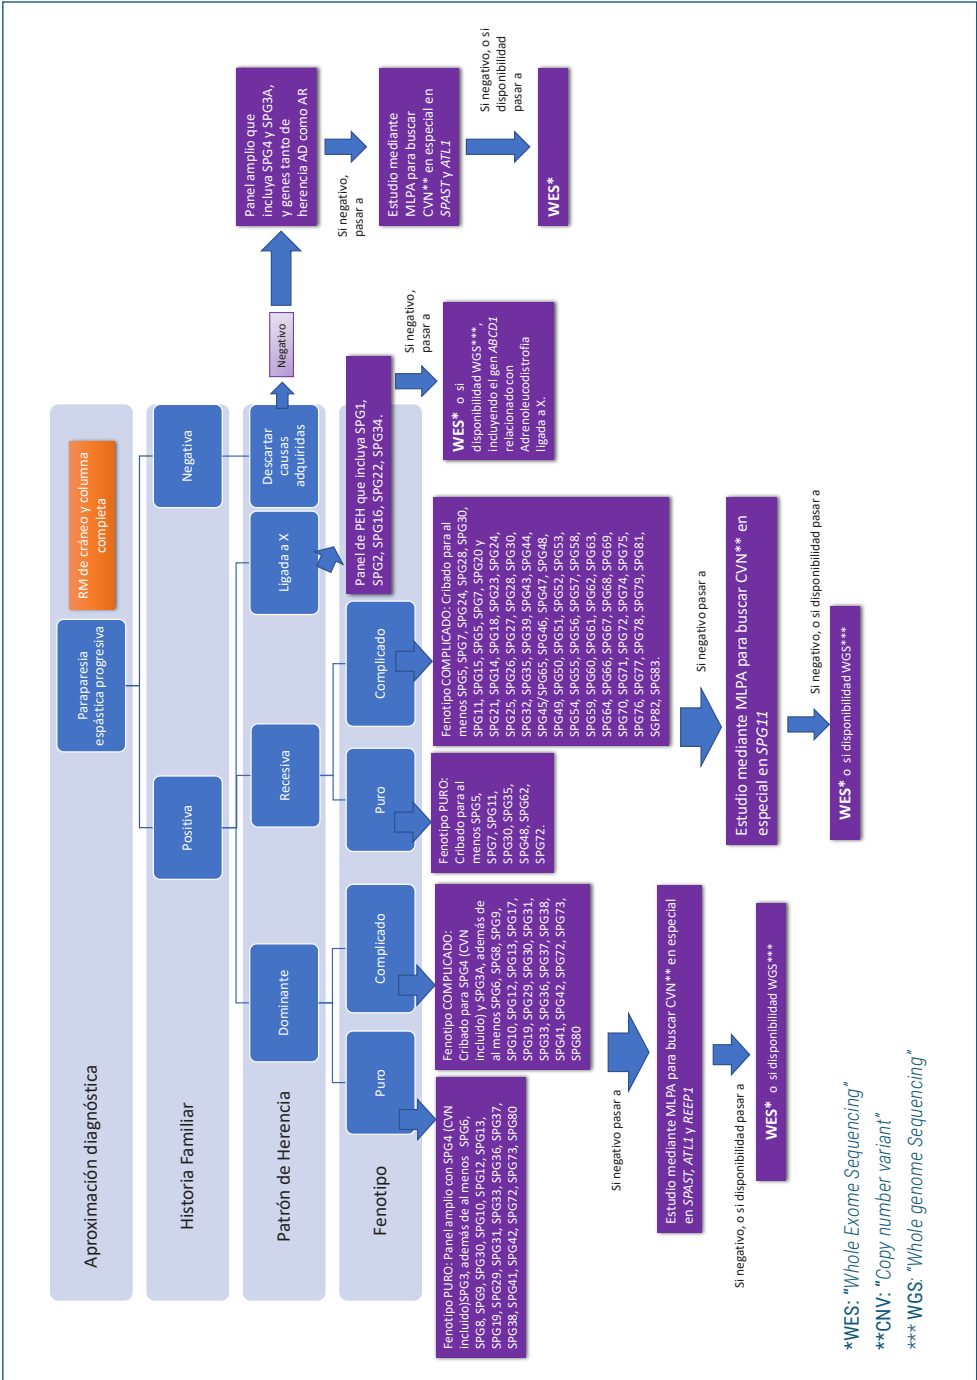 Aproximación diagnóstica
Paraparesia
espástica progresiva
RM de cráneo y columna
completa
Historia Familiar
Positiva
Negativa
Patrón de Herencia
Dominante
Recesiva
Ligada a X
Descartar
causas
adquiridas
Negativo
Fenotipo
Puro
Complicado
Puro
Complicado
Fenotipo PURO: Panel amplio con SPG4 (CVN
incluido)SPG3, además de al menos SPG6,
SPG8, SPG9, SPG30, SPG10, SPG12, SPG13,
SPG19, SPG29, SPG31, SPG33, SPG36, SPG37,
SPG38, SPG41, SPG42, SPG72, SPG73, SPG80
Fenotipo COMPLICADO:
Cribado para SPG4 (CVN
incluido) y SPG3A, además de
al menos SPG6, SPG8, SPG9,
SPG10, SPG12, SPG13, SPG17,
SPG19, SPG29, SPG30, SPG31,
SPG33, SPG36, SPG37, SPG38,
SPG41, SPG42, SPG72, SPG73,
SPG80
Si negativo pasar a
Estudio mediante MLPA para buscar CVN** en especial
en SPAST, ATL1 y REEP1
Si negativo, o si disponibilidad pasar a
WES* o si disponibilidad WGS***
Fenotipo PURO:
Cribado para al
menos SPG5,
SPG7, SPG11,
SPG30, SPG35,
SPG48, SPG62,
SPG72.
Fenotipo COMPLICADO: Cribado para al
menos SPG5, SPG7, SPG24, SPG28, SPG30,
SPG11, SPG15, SPG5, SPG7, SPG20 y
SPG21, SPG14, SPG18, SPG23, SPG24,
SPG25, SPG26, SPG27, SPG28, SPG30,
SPG32, SPG35, SPG39, SPG43, SPG44,
SPG45/SPG65, SPG46, SPG47, SPG48,
SPG49, SPG50, SPG51, SPG52, SPG53,
SPG54, SPG55, SPG56, SPG57, SPG58,
SPG59, SPG60, SPG61, SPG62, SPG63,
SPG64, SPG66, SPG67, SPG68, SPG69,
SPG70, SPG71, SPG72, SPG74, SPG75,
SPG76, SPG77, SPG78, SPG79, SPG81,
SGP82, SPG83.
Si negativo pasar a
Estudio mediante MLPA para buscar CVN** en
especial en SPG11
Si negativo, o si disponibilidad pasar a
WES* o si disponibilidad WGS***
Panel de PEH que incluya SPG1,
SPG2, SPG16, SPG22, SPG34.
Si negativo,
pasar a
WES* o si
disponibilidad WGS***,
incluyendo el gen ABCD1
relacionado con
Adrenoleucodistrofia
ligada a X.
Panel amplio que
incluya SPG4 y SPG3A,
y genes tanto de
herencia AD como AR
Si negativo,
pasar a
Estudio mediante
MLPA para buscar
CVN** en especial en
SPAST y ATL1
Si negativo, o si
disponibilidad
pasar a
WES*
*WES: "Whole Exome Sequencing"
**CNV: "Copy number variant"
*** WGS: "Whole genome Sequencing"